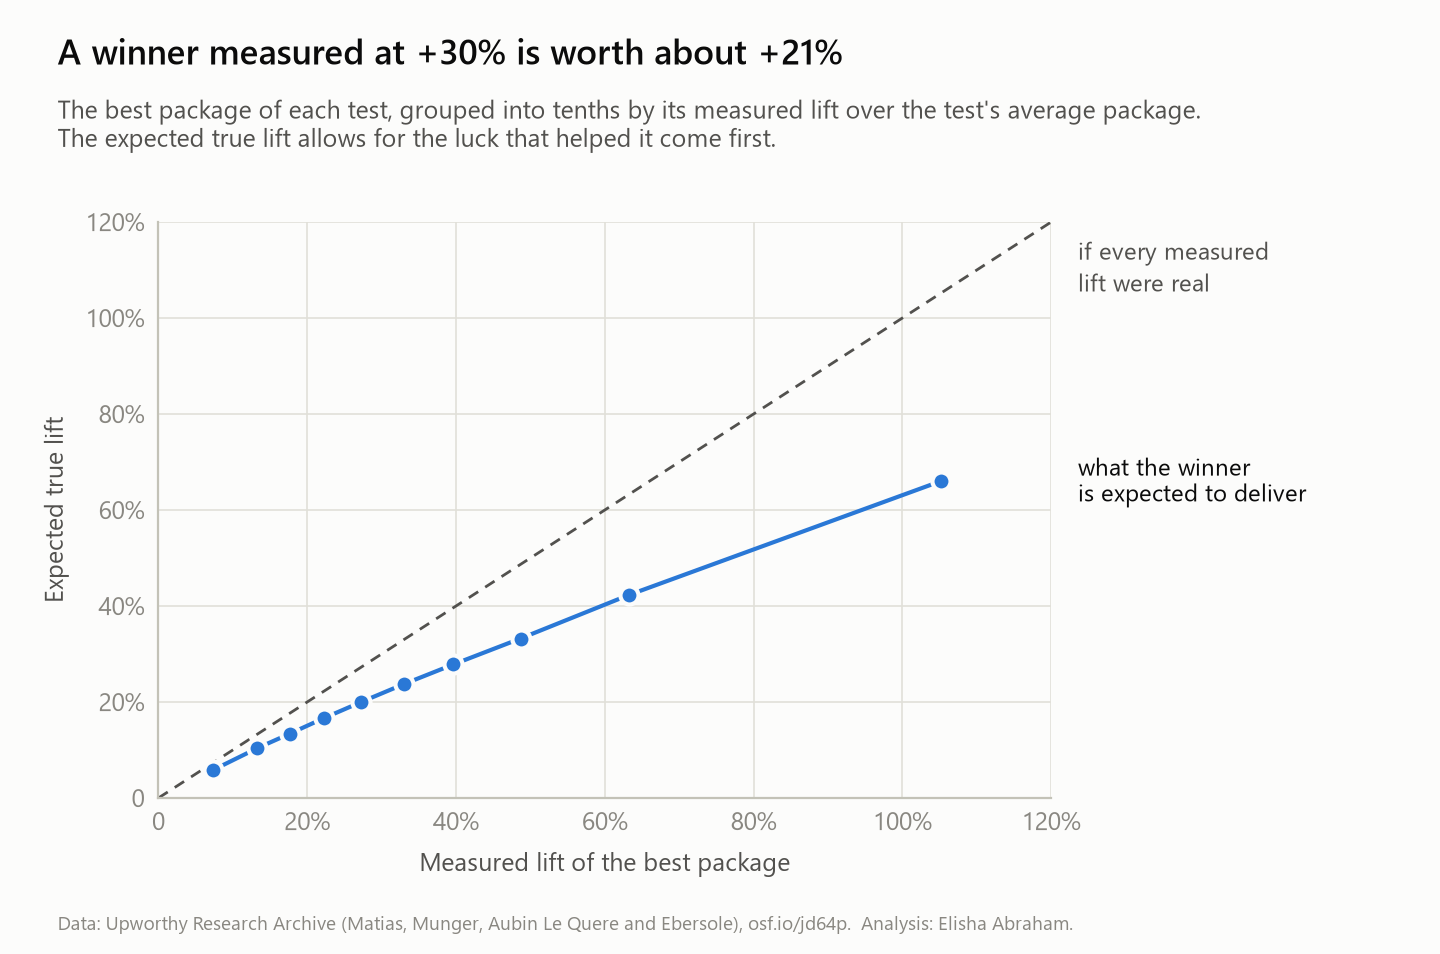 A winner measured at +30% is worth about +21%
The best package of each test, grouped into tenths by its measured lift over the test's average package.
The expected true lift allows for the luck that helped it come first.
120%
100%
80%
60%
40%
20%
0
Expected true lift
if every measured
lift were real
what the winner
is expected to deliver
0
20%
40%
60%
80%
100%
120%
Measured lift of the best package
Data: Upworthy Research Archive (Matias, Munger, Aubin Le Quere and Ebersole), osf.io/jd64p.  Analysis: Elisha Abraham.